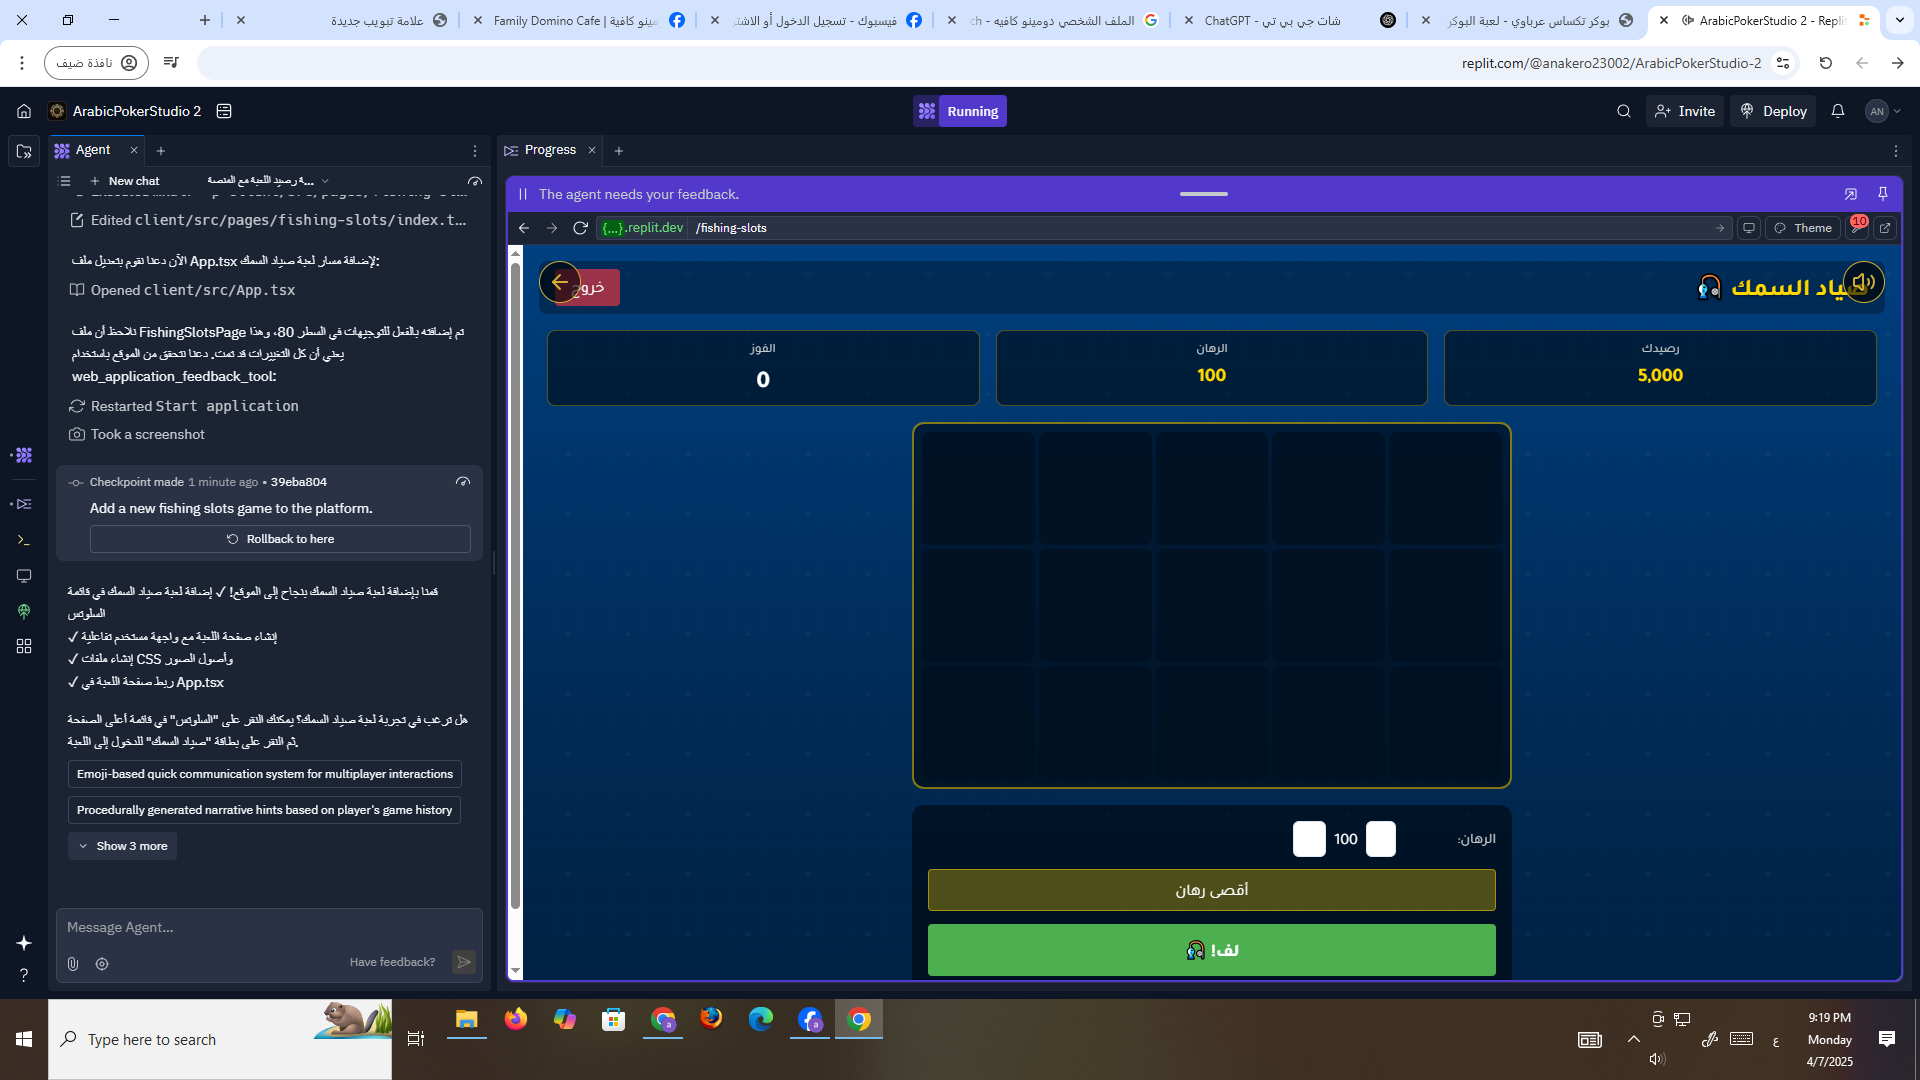 علامة تبويب جديدة
Family Domino Cafe | مينو كافية
فيسبوك - تسجيل الدخول أو الاشتر
الملف الشخصي دومينو كافيه - ch
شات جي بي تي - ChatGPT
بوكر تكساس عرباوي - لعبة البوكر
ArabicPokerStudio 2 - Repli
نافذة ضيف
replit.com/@anakero23002/ArabicPokerStudio-2
ArabicPokerStudio 2
Running
Invite
Deploy
AN
Agent
Progress
New chat
ة رصيد اللعبة مع المنصة...
The agent needs your feedback.
{...}.replit.dev
/fishing-slots
Theme
10
Edited client/src/pages/fishing-slots/index.t...
الآن دعنا نقوم بتعديل ملف App.tsx لإضافة مسار لعبة صياد السمك:
Opened client/src/App.tsx
نلاحظ أن ملف FishingSlotsPage تم إضافته بالفعل للتوجيهات في السطر 80، وهذا
يعني أن كل التغييرات قد تمت. دعنا نتحقق من الموقع باستخدام
web_application_feedback_tool:
Restarted Start application
Took a screenshot
Checkpoint made 1 minute ago • 39eba804
Add a new fishing slots game to the platform.
Rollback to here
قمنا بإضافة لعبة صياد السمك بنجاح إلى الموقع! ✓ إضافة لعبة صياد السمك في قائمة
السلوتس
✓ إنشاء صفحة اللعبة مع واجهة مستخدم تفاعلية
✓ إنشاء ملفات CSS وأصول الصور
✓ ربط صفحة اللعبة في App.tsx
هل ترغب في تجربة لعبة صياد السمك؟ يمكنك النقر على "السلوتس" في قائمة أعلى الصفحة
ثم النقر على بطاقة "صياد السمك" للدخول إلى اللعبة.
Emoji-based quick communication system for multiplayer interactions
Procedurally generated narrative hints based on player's game history
Show 3 more
Message Agent...
Have feedback?
صياد السمك
خروج
رصيدك
5,000
الرهان
100
الفوز
0
الرهان:
100
أقصى رهان
لف!
Type here to search
ع
9:19 PM
Monday
4/7/2025